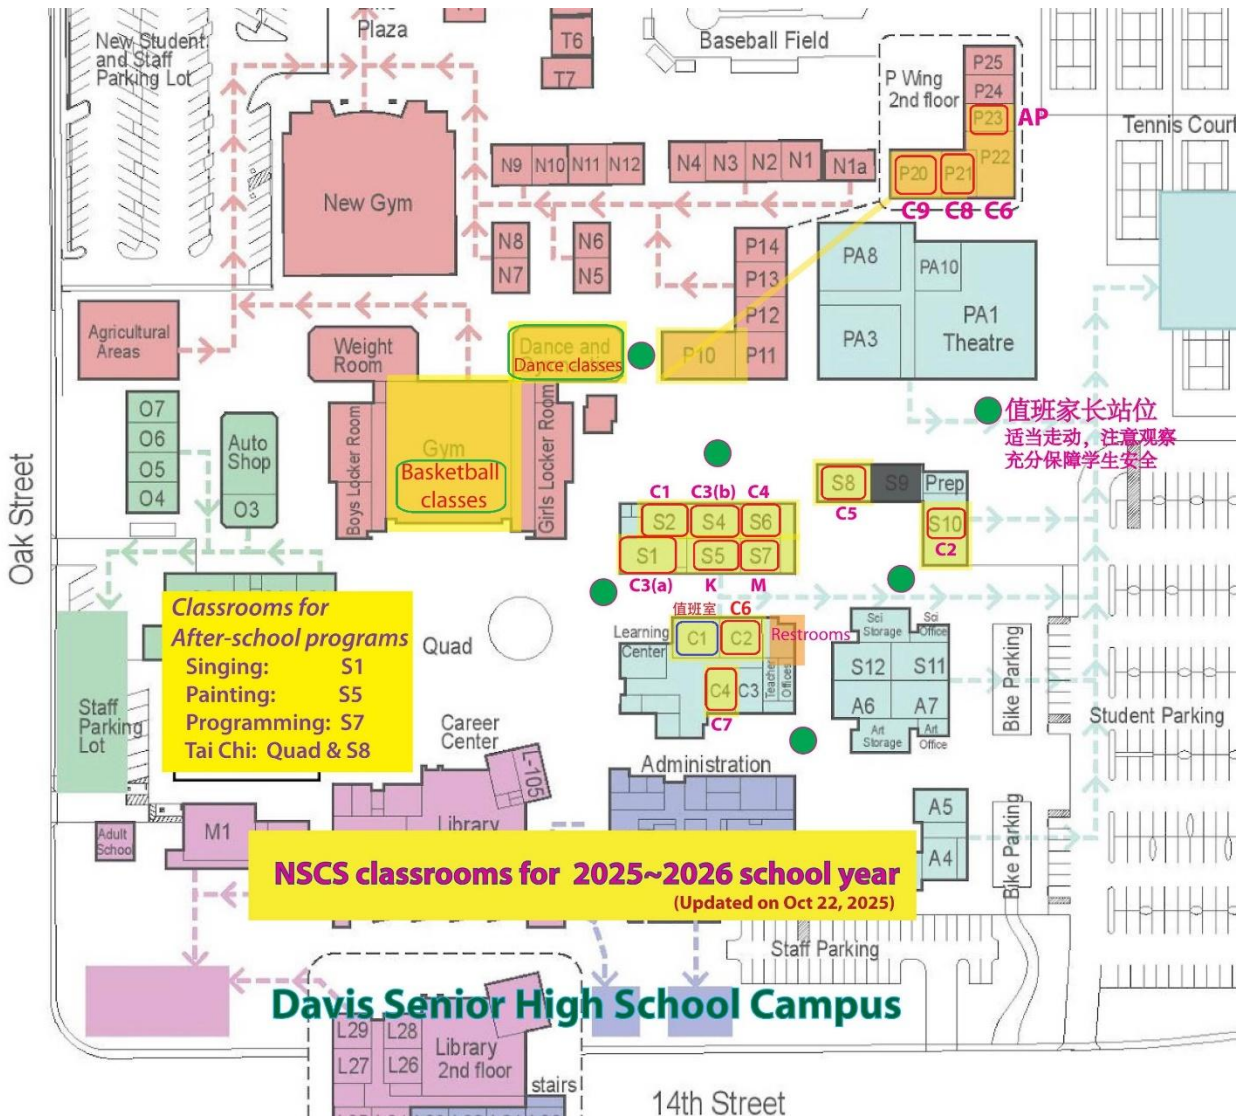 Plaza
New Student
and Staff
Parking Lot
T6
T7
Baseball Field
P Wing
2nd floor
P25
P24
P23
AP
P22
P20
P21
C9
C8
C6
Tennis Court
New Gym
N9
N10
N11
N12
N4
N3
N2
N1
N1a
N8
N7
N6
N5
P14
P13
P12
P11
P10
PA8
PA10
PA3
PA1
Theatre
Agricultural
Areas
Weight
Room
Dance and
Dance classes
Gym
Basketball
classes
Boys Locker Room
Girls Locker Room
O7
O6
O5
O4
Auto
Shop
O3
Oak Street
值班家长站位
适当走动，注意观察
充分保障学生安全
C1
C3(b)
C4
S2
S4
S6
S1
S5
S7
C3(a)
K
M
S8
S9
Prep
C5
S10
C2
Classrooms for
After-school programs
Singing: S1
Painting: S5
Programming: S7
Tai Chi: Quad & S8
Quad
值班室
C6
Learning
Center
C1
C2
Restrooms
C4
C3
Teacher
Offices
C7
Sci
Storage
Sci
Office
S12
S11
A6
A7
Art
Storage
Art
Office
Bike Parking
Student Parking
Staff
Parking
Lot
Career
Center
L-105
Administration
Library
Adult
School
M1
A5
A4
Bike Parking
NSCS classrooms for 2025~2026 school year
(Updated on Oct 22, 2025)
Staff Parking
Davis Senior High School Campus
L29
L28
L27
L26
Library
2nd floor
stairs
14th Street